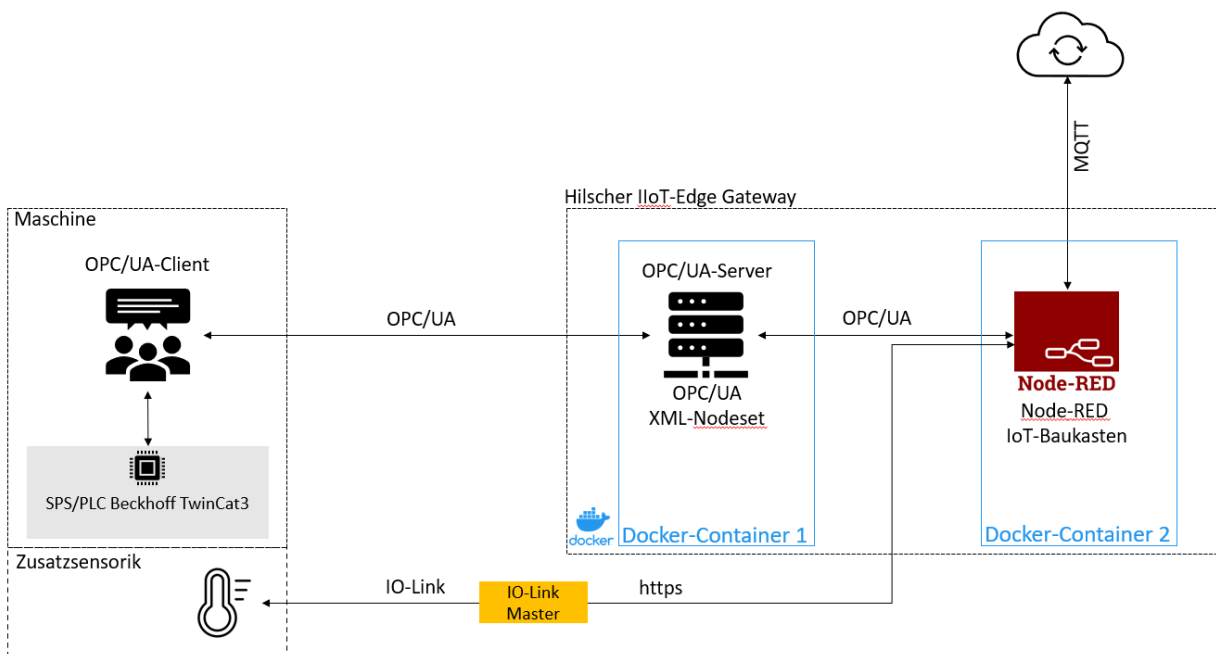 MQTT
Hilscher IIoT-Edge Gateway
Maschine
OPC/UA-Client
OPC/UA
SPS/PLC Beckhoff TwinCat3
OPC/UA-Server
OPC/UA
XML-Nodeset
docker
Docker-Container 1
OPC/UA
Node-RED
Node-RED
IoT-Baukasten
Docker-Container 2
Zusatzsensorik
IO-Link
IO-Link
Master
https